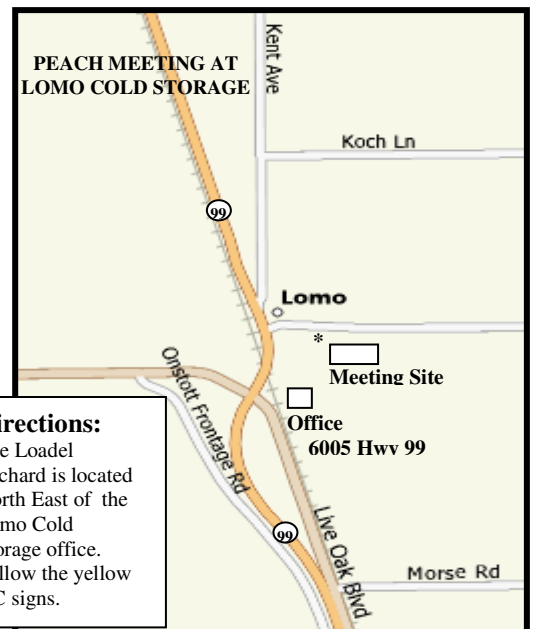 PEACH MEETING AT
LOMO COLD STORAGE
Kent Ave
Koch Ln
99
Lomo
*
Meeting Site
Onstott Frontage Rd
Office
6005 Hwy 99
irections:
e Loadel
chard is located
orth East of the
mo Cold
orage office.
llow the yellow
C signs.
99
Live Oak Blvd
Morse Rd